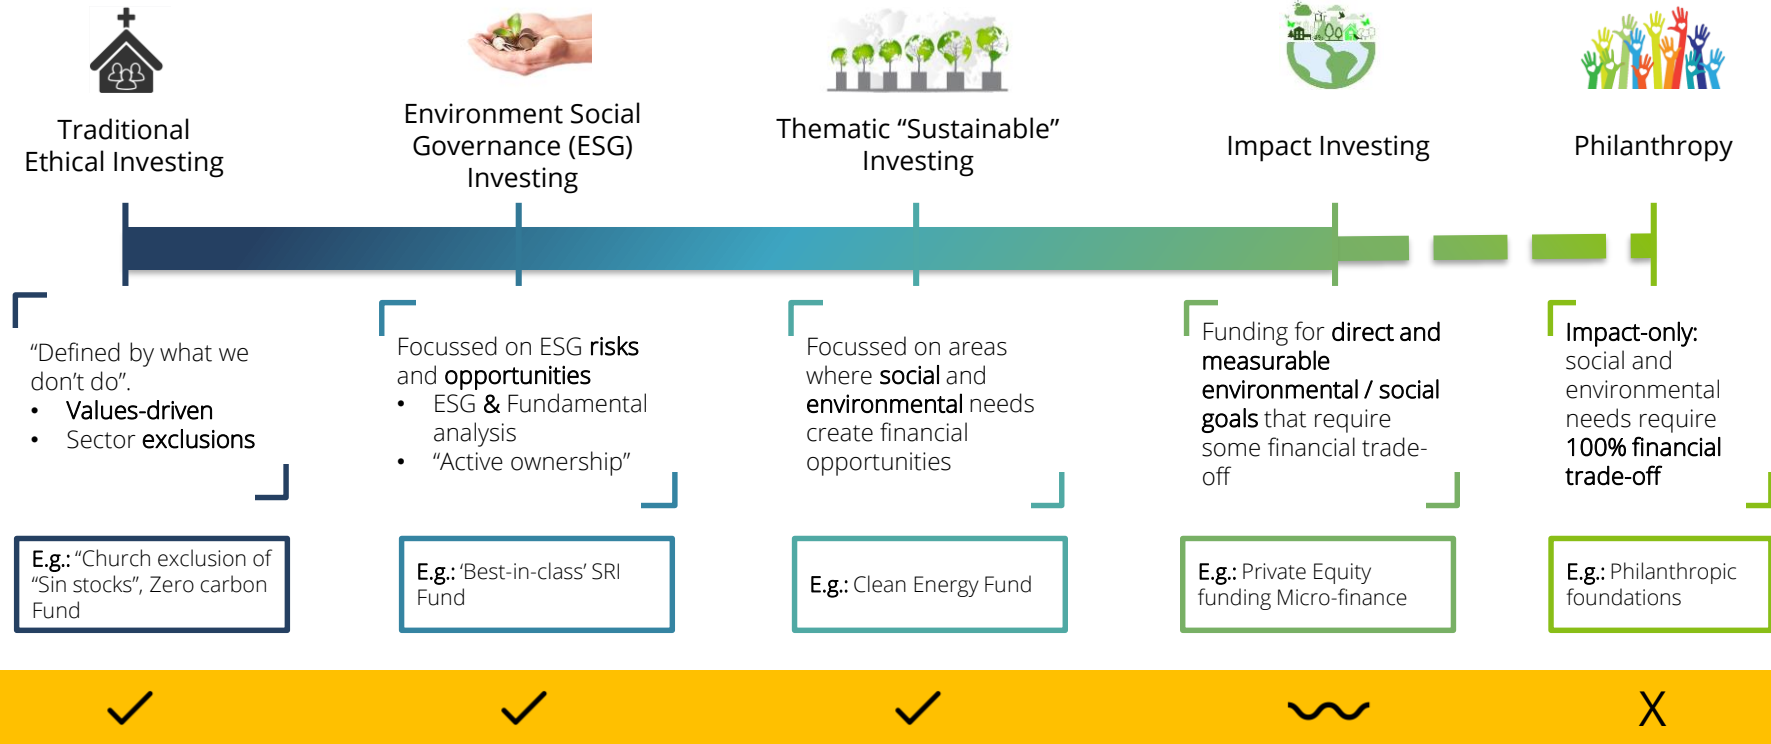 Traditional
Ethical Investing
Environment Social
Governance (ESG)
Investing
Thematic “Sustainable”
Investing
Impact Investing
Philanthropy
“Defined by what we
don’t do”.
• Values-driven
• Sector exclusions
Focussed on ESG risks
and opportunities
• ESG & Fundamental
analysis
• “Active ownership”
Focussed on areas
where social and
environmental needs
create financial
opportunities
Funding for direct and
measurable
environmental / social
goals that require
some financial trade-
off
Impact-only:
social and
environmental
needs require
100% financial
trade-off
E.g.: “Church exclusion of
“Sin stocks”, Zero carbon
Fund
E.g.: ‘Best-in-class’ SRI
Fund
E.g.: Clean Energy Fund
E.g.: Private Equity
funding Micro-finance
E.g.: Philanthropic
foundations
X